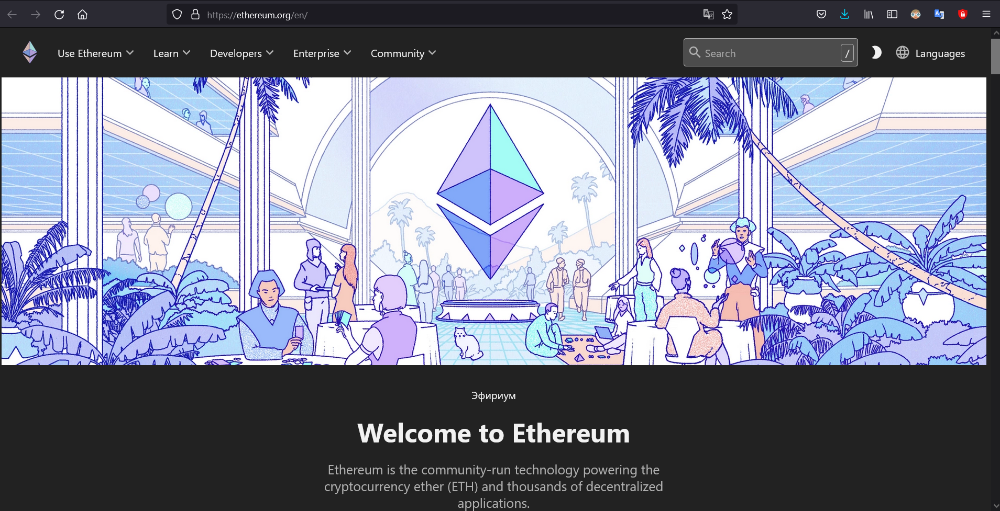 https://ethereum.org/en/
Use Ethereum
Learn
Developers
Enterprise
Community
Search
/
Languages
Эфириум
Welcome to Ethereum
Ethereum is the community-run technology powering the
cryptocurrency ether (ETH) and thousands of decentralized
applications.